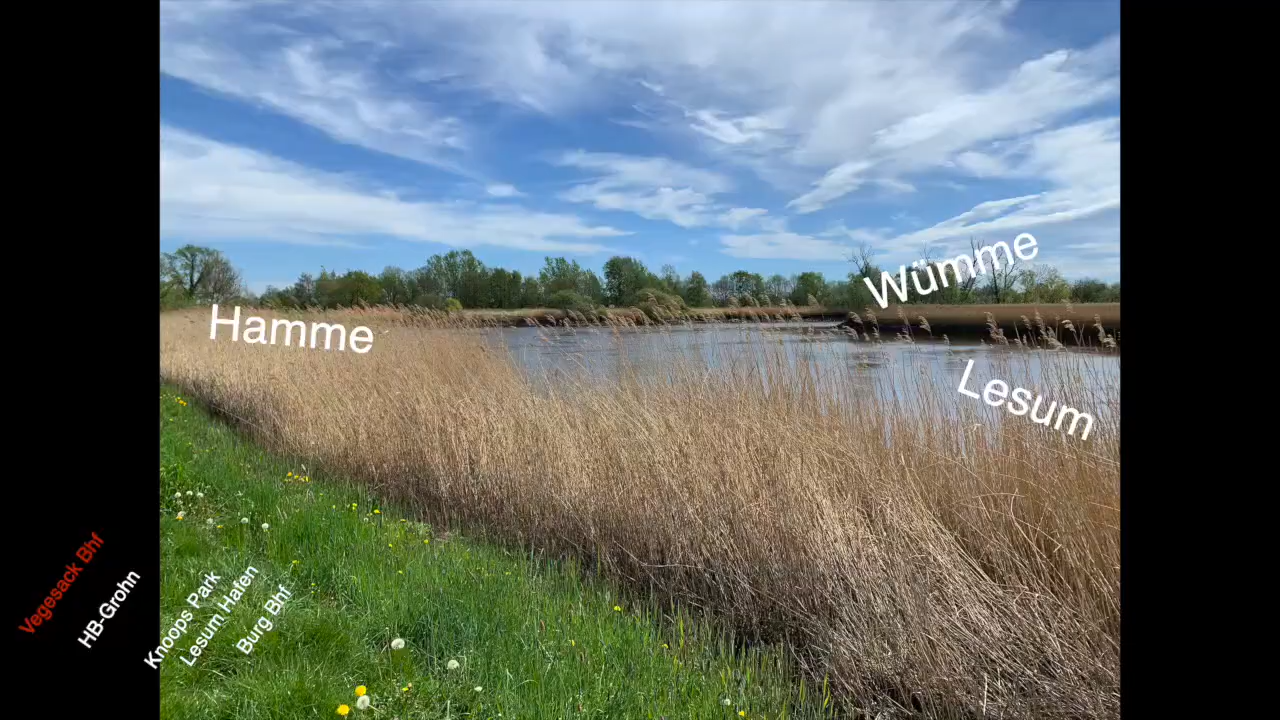 Wümme
Hamme
Lesum
Vegesack Bhf
HB-Grohn
Knoops Park
Lesum Hafen
Burg Bhf